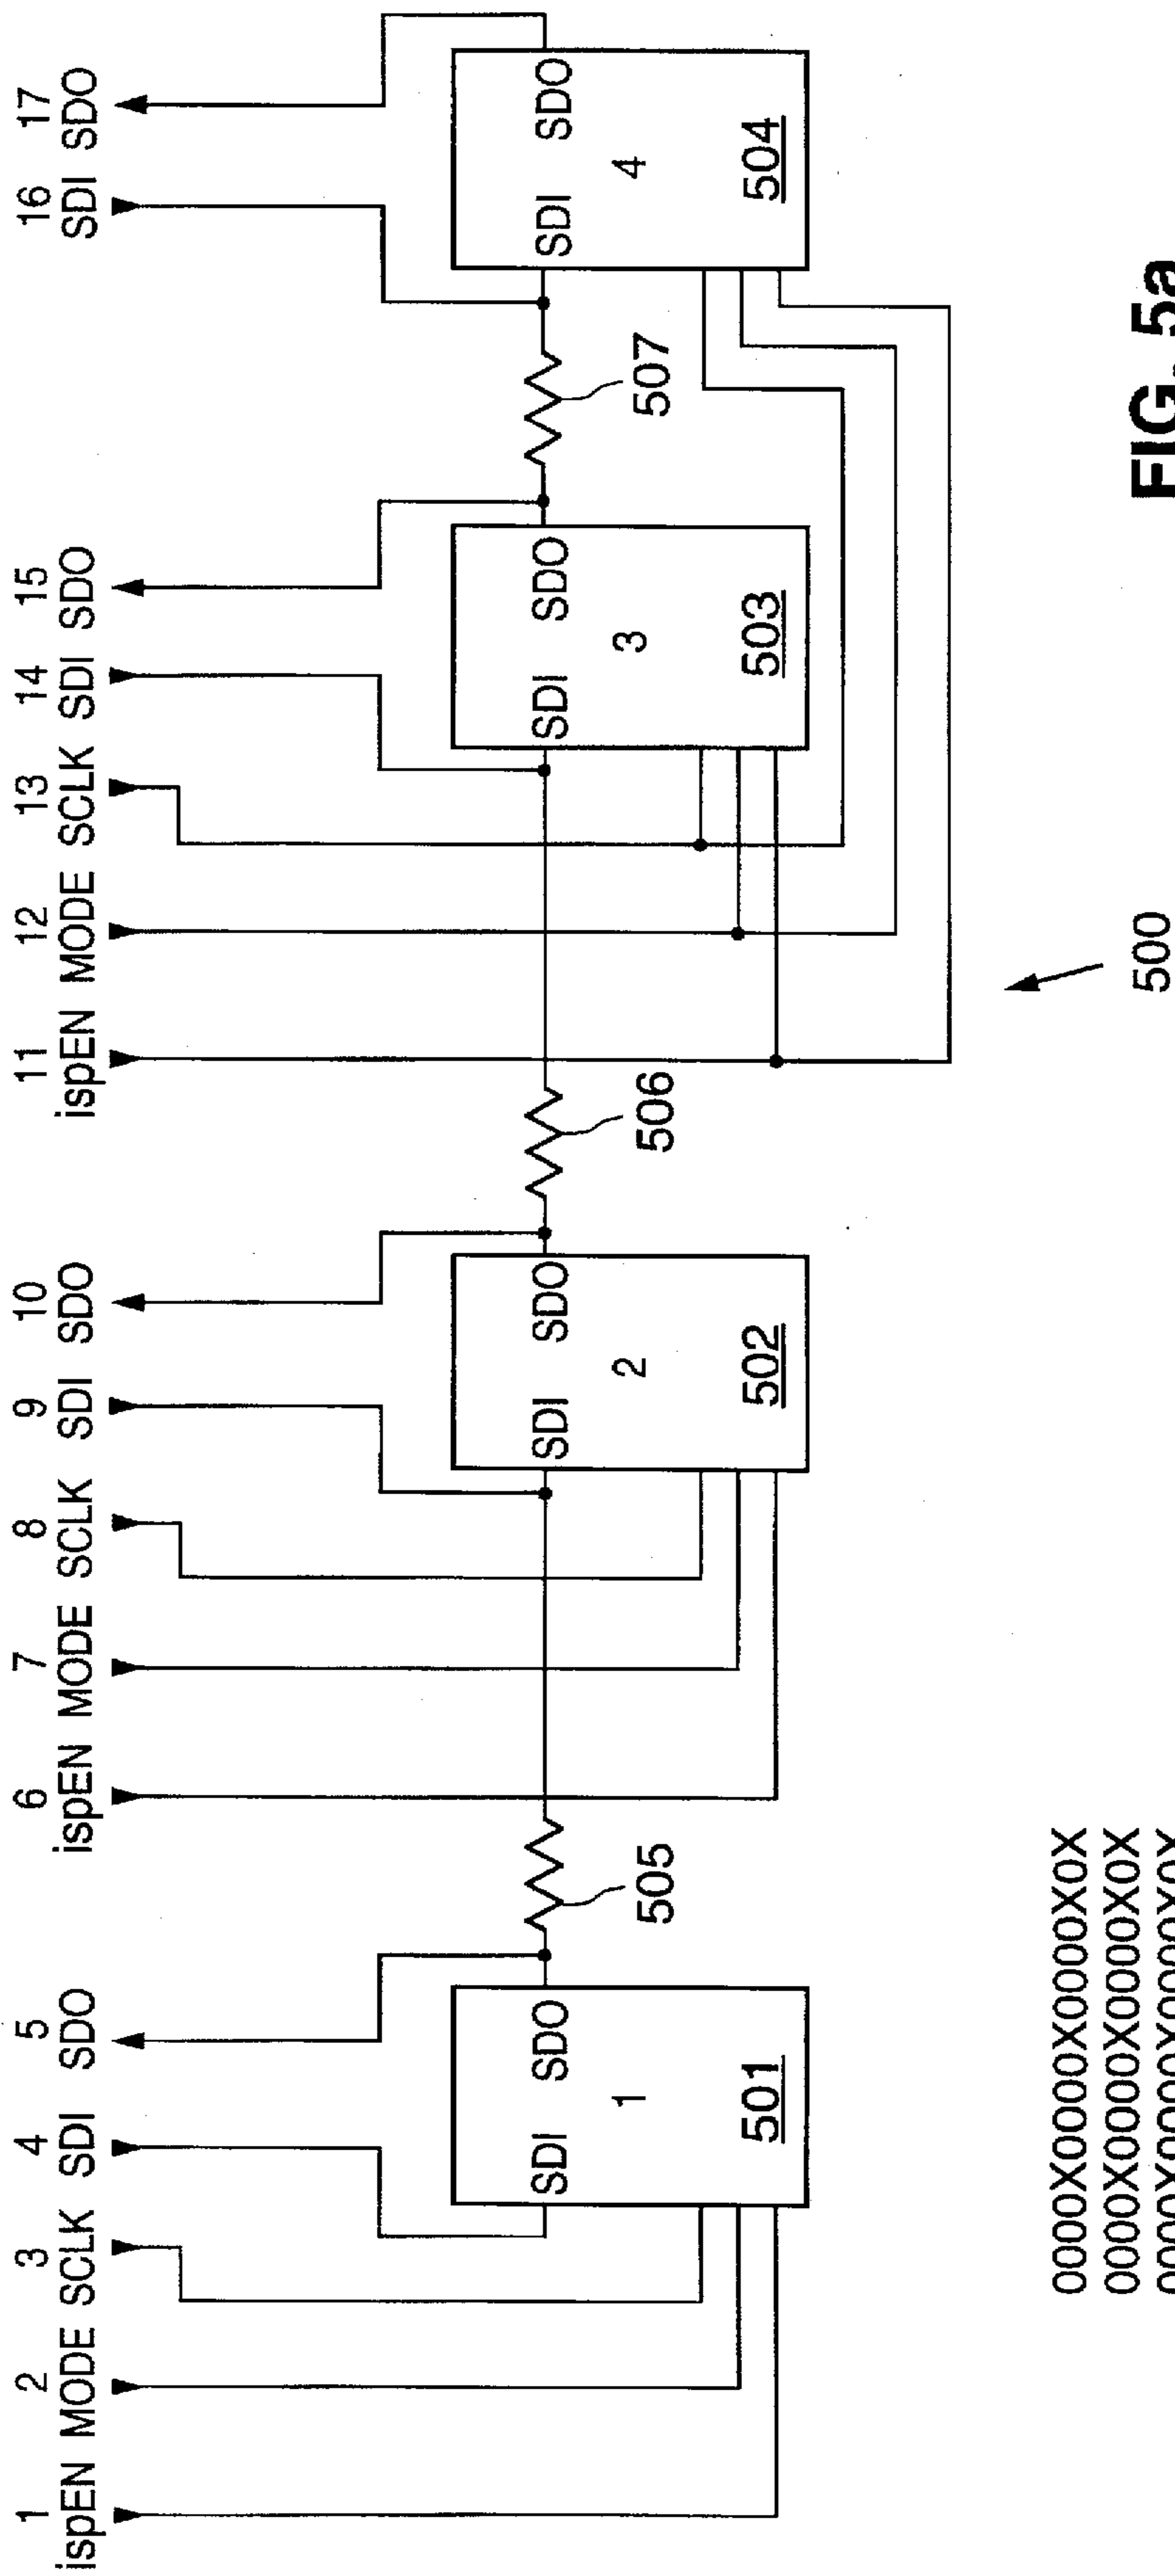 1 2 3 4 5 6 7 8 9 10 11 12 13 14 15 16 17
ispEN MODE SCLK SDI SDO ispEN MODE SCLK SDI SDO ispEN MODE SCLK SDI SDO SDI SDO
SDI SDO SDI SDO SDI SDO SDI SDO
1 2 3 4
505 506 507
501 502 503 504
0000X0000X0000X0X
0000X0000X0000X0X
0000X0000X0000X0X
500
FIG. 5a